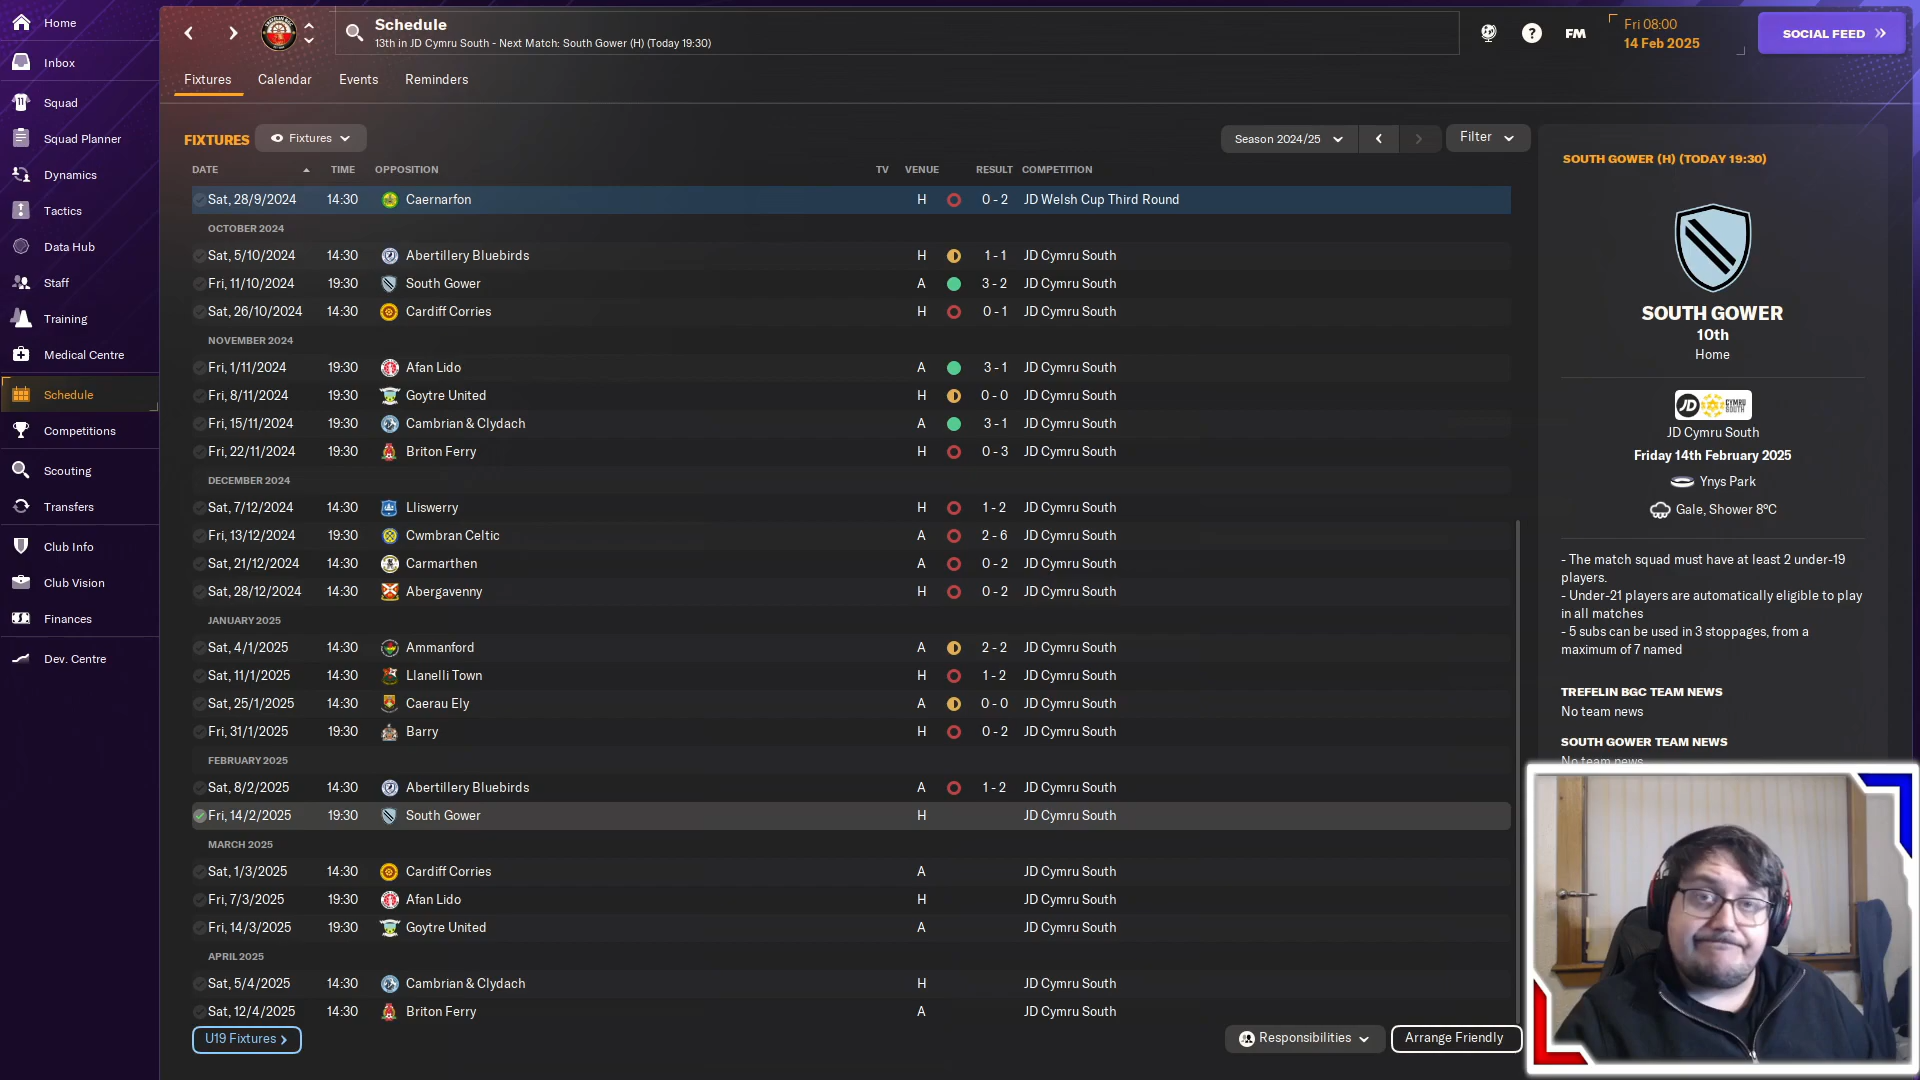 Home
Inbox
Squad
Squad Planner
Dynamics
Tactics
Data Hub
Staff
Training
Medical Centre
Schedule
Competitions
Scouting
Transfers
Club Info
Club Vision
Finances
Dev. Centre
Schedule
13th in JD Cymru South - Next Match: South Gower (H) (Today 19:30)
FM
Fri 08:00
14 Feb 2025
SOCIAL FEED
Fixtures Calendar Events Reminders
FIXTURES Fixtures Season 2024/25 Filter
DATE TIME OPPOSITION TV VENUE RESULT COMPETITION
Sat, 28/9/2024 14:30 Caernarfon H 0 - 2 JD Welsh Cup Third Round
OCTOBER 2024
Sat, 5/10/2024 14:30 Abertillery Bluebirds H 1 - 1 JD Cymru South
Fri, 11/10/2024 19:30 South Gower A 3 - 2 JD Cymru South
Sat, 26/10/2024 14:30 Cardiff Corries H 0 - 1 JD Cymru South
NOVEMBER 2024
Fri, 1/11/2024 19:30 Afan Lido A 3 - 1 JD Cymru South
Fri, 8/11/2024 19:30 Goytre United H 0 - 0 JD Cymru South
Fri, 15/11/2024 19:30 Cambrian & Clydach A 3 - 1 JD Cymru South
Fri, 22/11/2024 19:30 Briton Ferry H 0 - 3 JD Cymru South
DECEMBER 2024
Sat, 7/12/2024 14:30 Lliswerry H 1 - 2 JD Cymru South
Fri, 13/12/2024 19:30 Cwmbran Celtic A 2 - 6 JD Cymru South
Sat, 21/12/2024 14:30 Carmarthen A 0 - 2 JD Cymru South
Sat, 28/12/2024 14:30 Abergavenny H 0 - 2 JD Cymru South
JANUARY 2025
Sat, 4/1/2025 14:30 Ammanford A 2 - 2 JD Cymru South
Sat, 11/1/2025 14:30 Llanelli Town H 1 - 2 JD Cymru South
Sat, 25/1/2025 14:30 Caerau Ely A 0 - 0 JD Cymru South
Fri, 31/1/2025 19:30 Barry H 0 - 2 JD Cymru South
FEBRUARY 2025
Sat, 8/2/2025 14:30 Abertillery Bluebirds A 1 - 2 JD Cymru South
Fri, 14/2/2025 19:30 South Gower H JD Cymru South
MARCH 2025
Sat, 1/3/2025 14:30 Cardiff Corries A JD Cymru South
Fri, 7/3/2025 19:30 Afan Lido H JD Cymru South
Fri, 14/3/2025 19:30 Goytre United A JD Cymru South
APRIL 2025
Sat, 5/4/2025 14:30 Cambrian & Clydach H JD Cymru South
Sat, 12/4/2025 14:30 Briton Ferry A JD Cymru South
U19 Fixtures Responsibilities Arrange Friendly
SOUTH GOWER (H) (TODAY 19:30)
SOUTH GOWER
10th
Home
JD CYMRU SOUTH
JD Cymru South
Friday 14th February 2025
Ynys Park
Gale, Shower 8ºC
- The match squad must have at least 2 under-19
players.
- Under-21 players are automatically eligible to play
in all matches
- 5 subs can be used in 3 stoppages, from a
maximum of 7 named
TREFELIN BGC TEAM NEWS
No team news
SOUTH GOWER TEAM NEWS
No team news